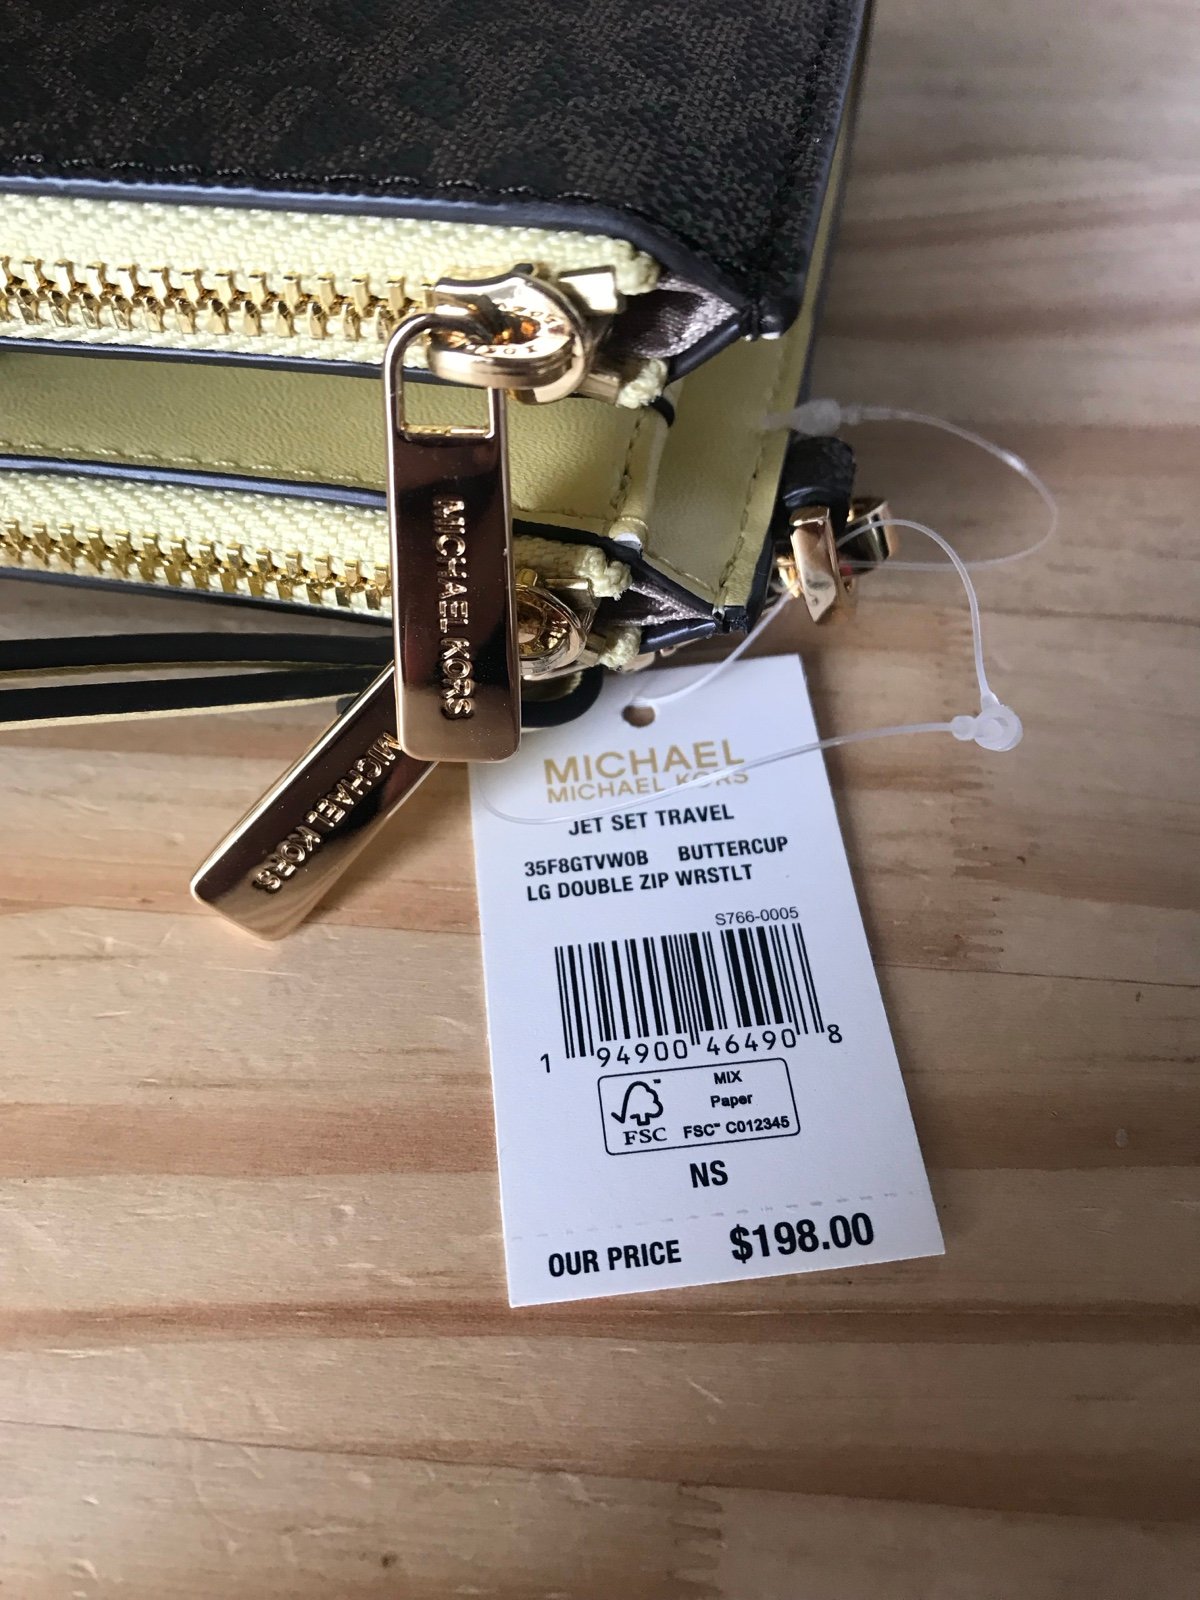 MICHAEL KORS
MICHAEL KORS
MICHAEL
MICHAEL KORS
JET SET TRAVEL
35F8GTVW0B BUTTERCUP
LG DOUBLE ZIP WRSTLT
S766-0005
1 94900 46490 8
FSC
MIX
Paper
FSC™ C012345
NS
OUR PRICE $198.00